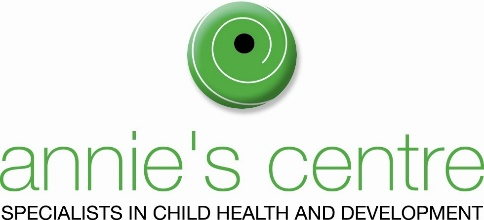 annie's centre
SPECIALISTS IN CHILD HEALTH AND DEVELOPMENT